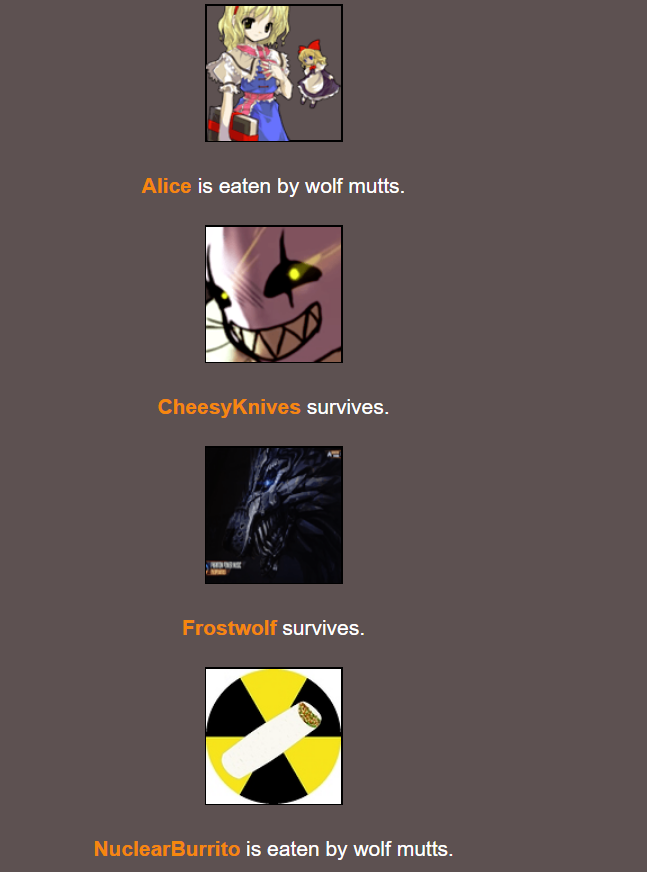 Alice is eaten by wolf mutts.
CheesyKnives survives.
Frostwolf survives.
NuclearBurrito is eaten by wolf mutts.